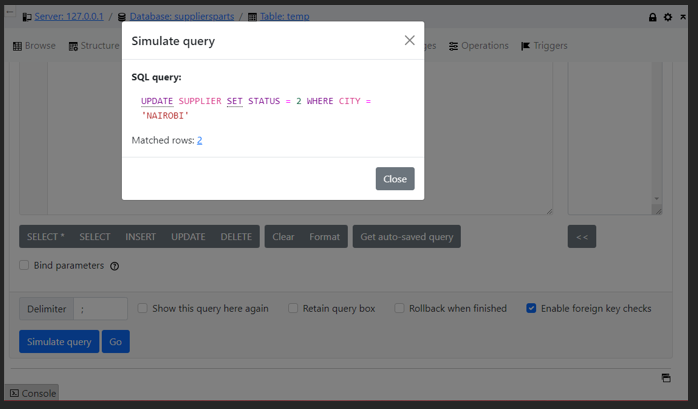 Server: 127.0.0.1 / Database: suppliersparts / Table: temp
Simulate query
Browse Structure Operations Triggers
SQL query:
UPDATE SUPPLIER SET STATUS = 2 WHERE CITY =
'NAIROBI'
Matched rows: 2
Close
SELECT * SELECT INSERT UPDATE DELETE Clear Format Get auto-saved query <<
Bind parameters
Delimiter ; Show this query here again Retain query box Rollback when finished Enable foreign key checks
Simulate query Go
Console